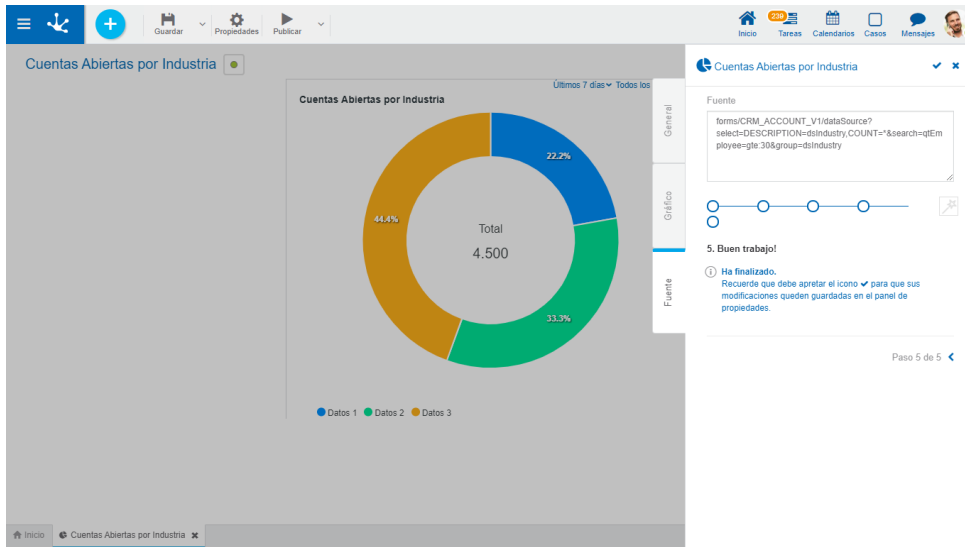 Guardar
Propiedades
Publicar
Inicio
239
Tareas
Calendarios
Casos
Mensajes
Cuentas Abiertas por Industria
Últimos 7 días Todos los
Cuentas Abiertas por Industria
22.2%
44.4%
33.3%
Total
4.500
Datos 1 Datos 2 Datos 3
General
Gráfico
Fuente
Cuentas Abiertas por Industria
Fuente
forms/CRM_ACCOUNT_V1/dataSource?
select=DESCRIPTION=dsIndustry,COUNT=*&search=qtEm
ployee=gte:30&group=dsIndustry
5. Buen trabajo!
Ha finalizado.
Recuerde que debe apretar el icono ✔ para que sus
modificaciones queden guardadas en el panel de
propiedades.
Paso 5 de 5
Inicio
Cuentas Abiertas por Industria